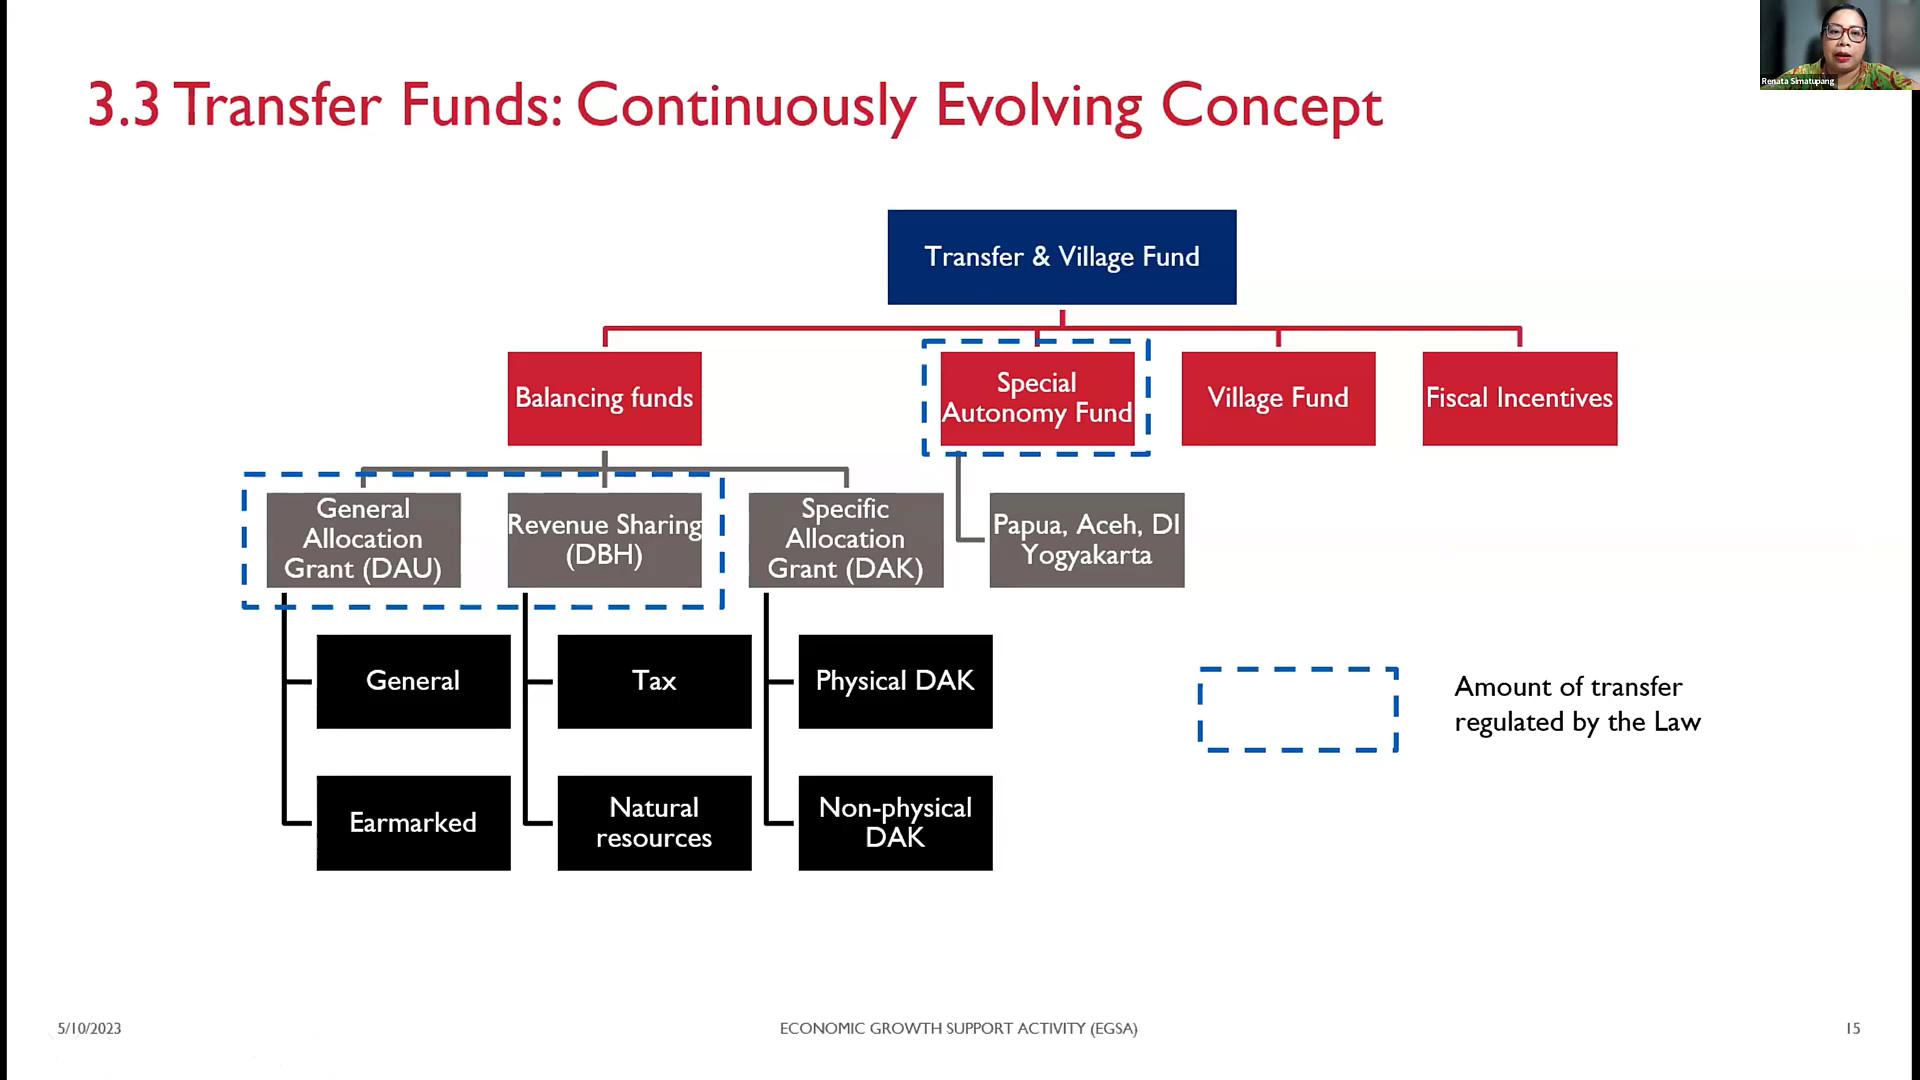 Renata Simatupang
3.3 Transfer Funds: Continuously Evolving Concept
Transfer & Village Fund
Balancing funds
Special
Autonomy Fund
Village Fund
Fiscal Incentives
General
Allocation
Grant (DAU)
Revenue Sharing
(DBH)
Specific
Allocation
Grant (DAK)
Papua, Aceh, DI
Yogyakarta
General
Tax
Physical DAK
Earmarked
Natural
resources
Non-physical
DAK
Amount of transfer
regulated by the Law
5/10/2023
ECONOMIC GROWTH SUPPORT ACTIVITY (EGSA)
15